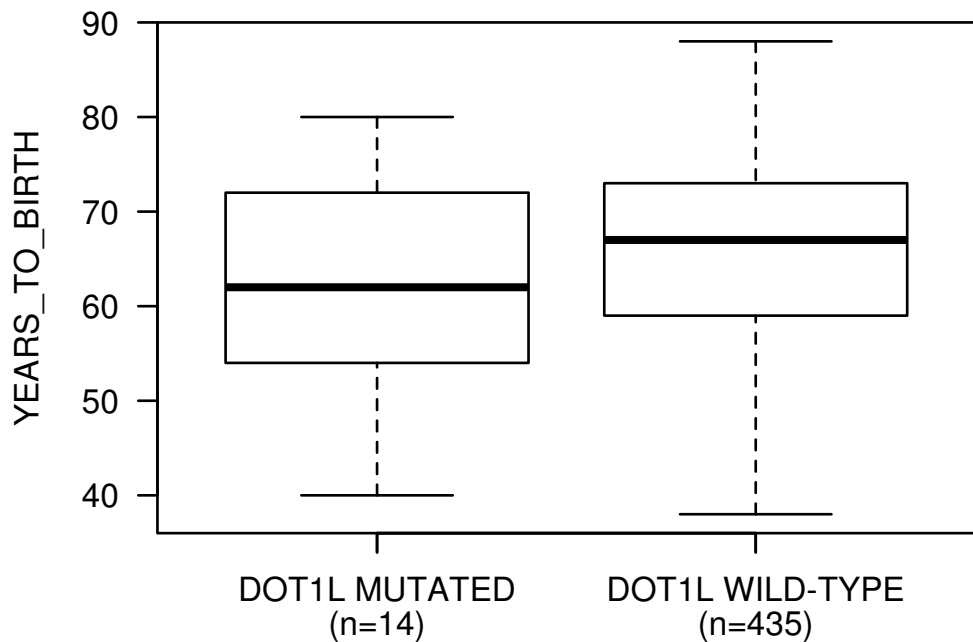 90
80
70
60
50
40
YEARS_TO_BIRTH
DOT1L MUTATED
(n=14)
DOT1L WILD-TYPE
(n=435)